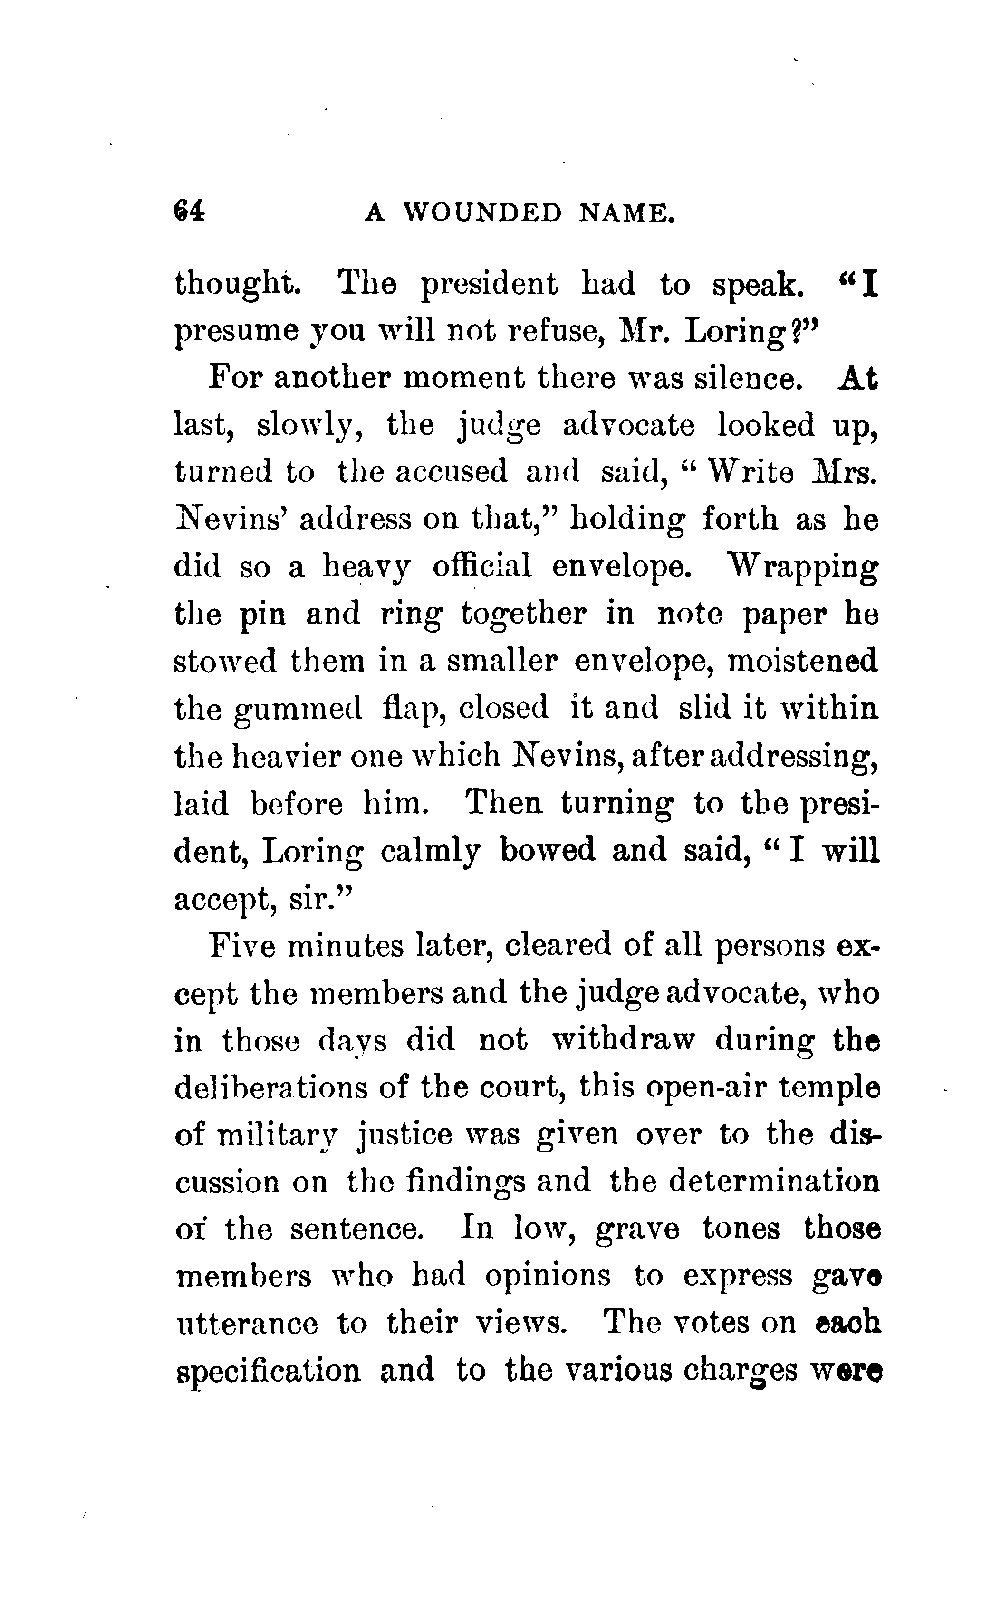 64 A WOUNDED NAME.
thought. The president had to speak. "I
presume you will not refuse, Mr. Loring?"
For another moment there was silence. At
last, slowly, the judge advocate looked up,
turned to the accused and said, "Write Mrs.
Nevins' address on that," holding forth as he
did so a heavy official envelope. Wrapping
the pin and ring together in note paper he
stowed them in a smaller envelope, moistened
the gummed flap, closed it and slid it within
the heavier one which Nevins, after addressing,
laid before him. Then turning to the presi-
dent, Loring calmly bowed and said, "I will
accept, sir."
Five minutes later, cleared of all persons ex-
cept the members and the judge advocate, who
in those days did not withdraw during the
deliberations of the court, this open-air temple
of military justice was given over to the dis-
cussion on the findings and the determination
of the sentence. In low, grave tones those
members who had opinions to express gave
utterance to their views. The votes on each
specification and to the various charges were